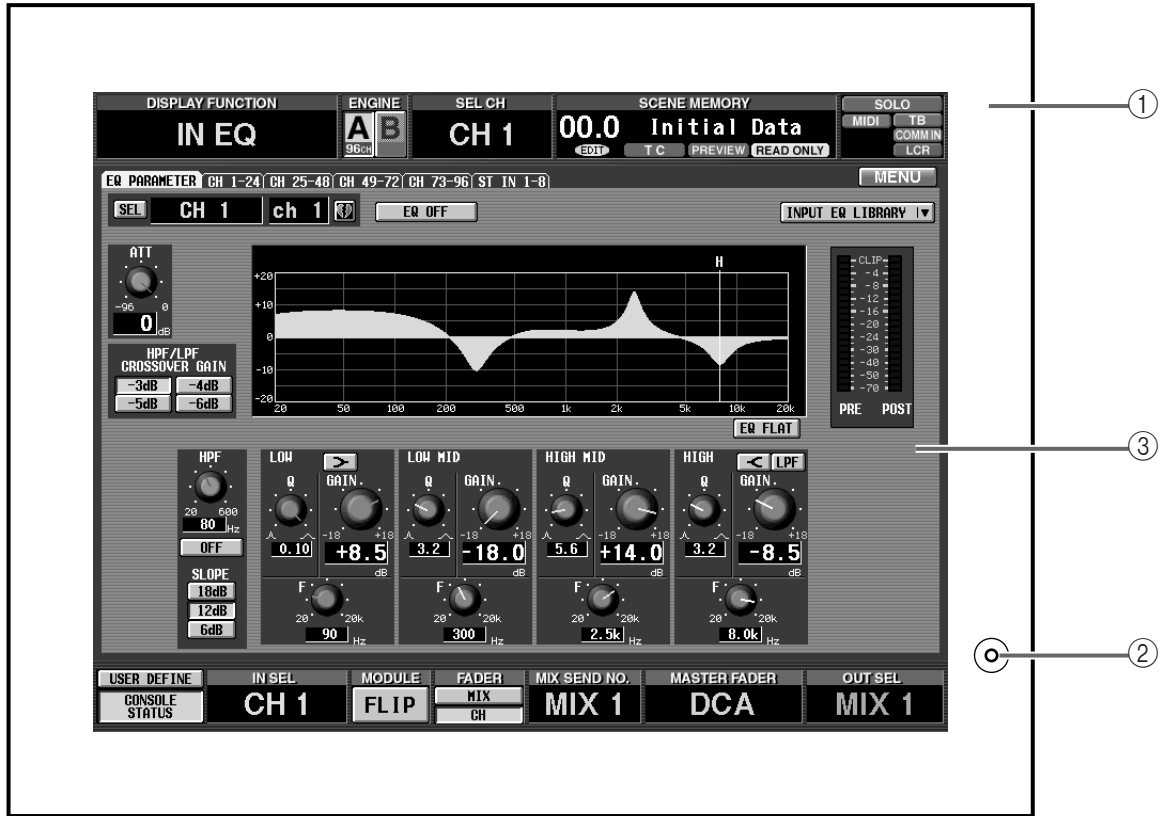 DISPLAY FUNCTION ENGINE SEL CH SCENE MEMORY SOLO
IN EQ A B 96CH CH 1 00.0 Initial Data MIDI TB
COMM IN
EDIT TC PREVIEW READ ONLY LCR
①
EQ PARAMETER CH 1-24 CH 25-48 CH 49-72 CH 73-96 ST IN 1-8 MENU
SEL CH 1 ch 1 EQ OFF INPUT EQ LIBRARY
ATT
-96 0
0 dB
HPF/LPF
CROSSOVER GAIN
-3dB -4dB
-5dB -6dB
H
+20
+10
0
-10
-20
20 50 100 200 500 1k 2k 5k 10k 20k
EQ FLAT
CLIP
-4
-8
-12
-16
-20
-24
-30
-40
-50
-70
PRE POST
③
HPF
20 600
80 Hz
OFF
SLOPE
18dB
12dB
6dB
LOW
Q GAIN
-18 +18
0.10 +8.5
dB
F
20 20k
90 Hz
LOW MID
Q GAIN
-18 +18
3.2 -18.0
dB
F
20 20k
300 Hz
HIGH MID
Q GAIN
-18 +18
5.6 +14.0
dB
F
20 20k
2.5k Hz
HIGH LPF
Q GAIN
-18 +18
3.2 -8.5
dB
F
20 20k
8.0k Hz
②
USER DEFINE IN SEL MODULE FADER MIX SEND NO. MASTER FADER OUT SEL
CONSOLE STATUS CH 1 FLIP MIX CH MIX 1 DCA MIX 1